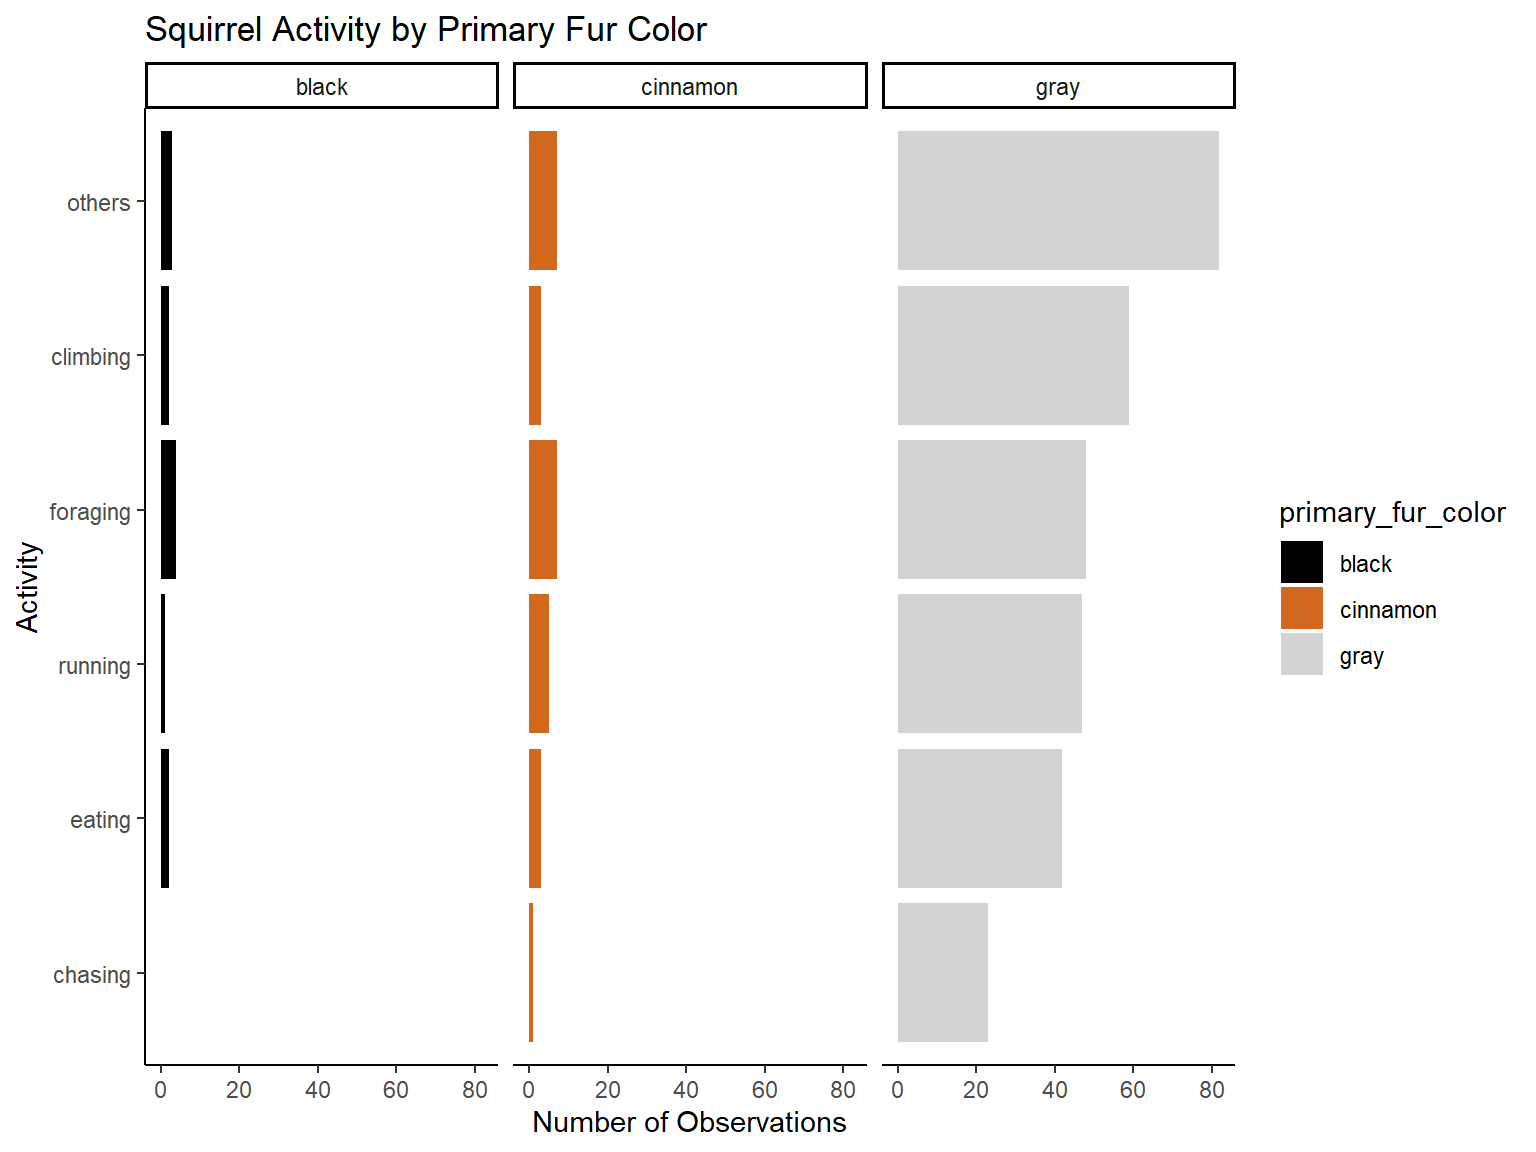 Squirrel Activity by Primary Fur Color
black
cinnamon
gray
others
climbing
foraging
running
eating
chasing
Activity
0 20 40 60 80
0 20 40 60 80
0 20 40 60 80
Number of Observations
primary_fur_color
black
cinnamon
gray